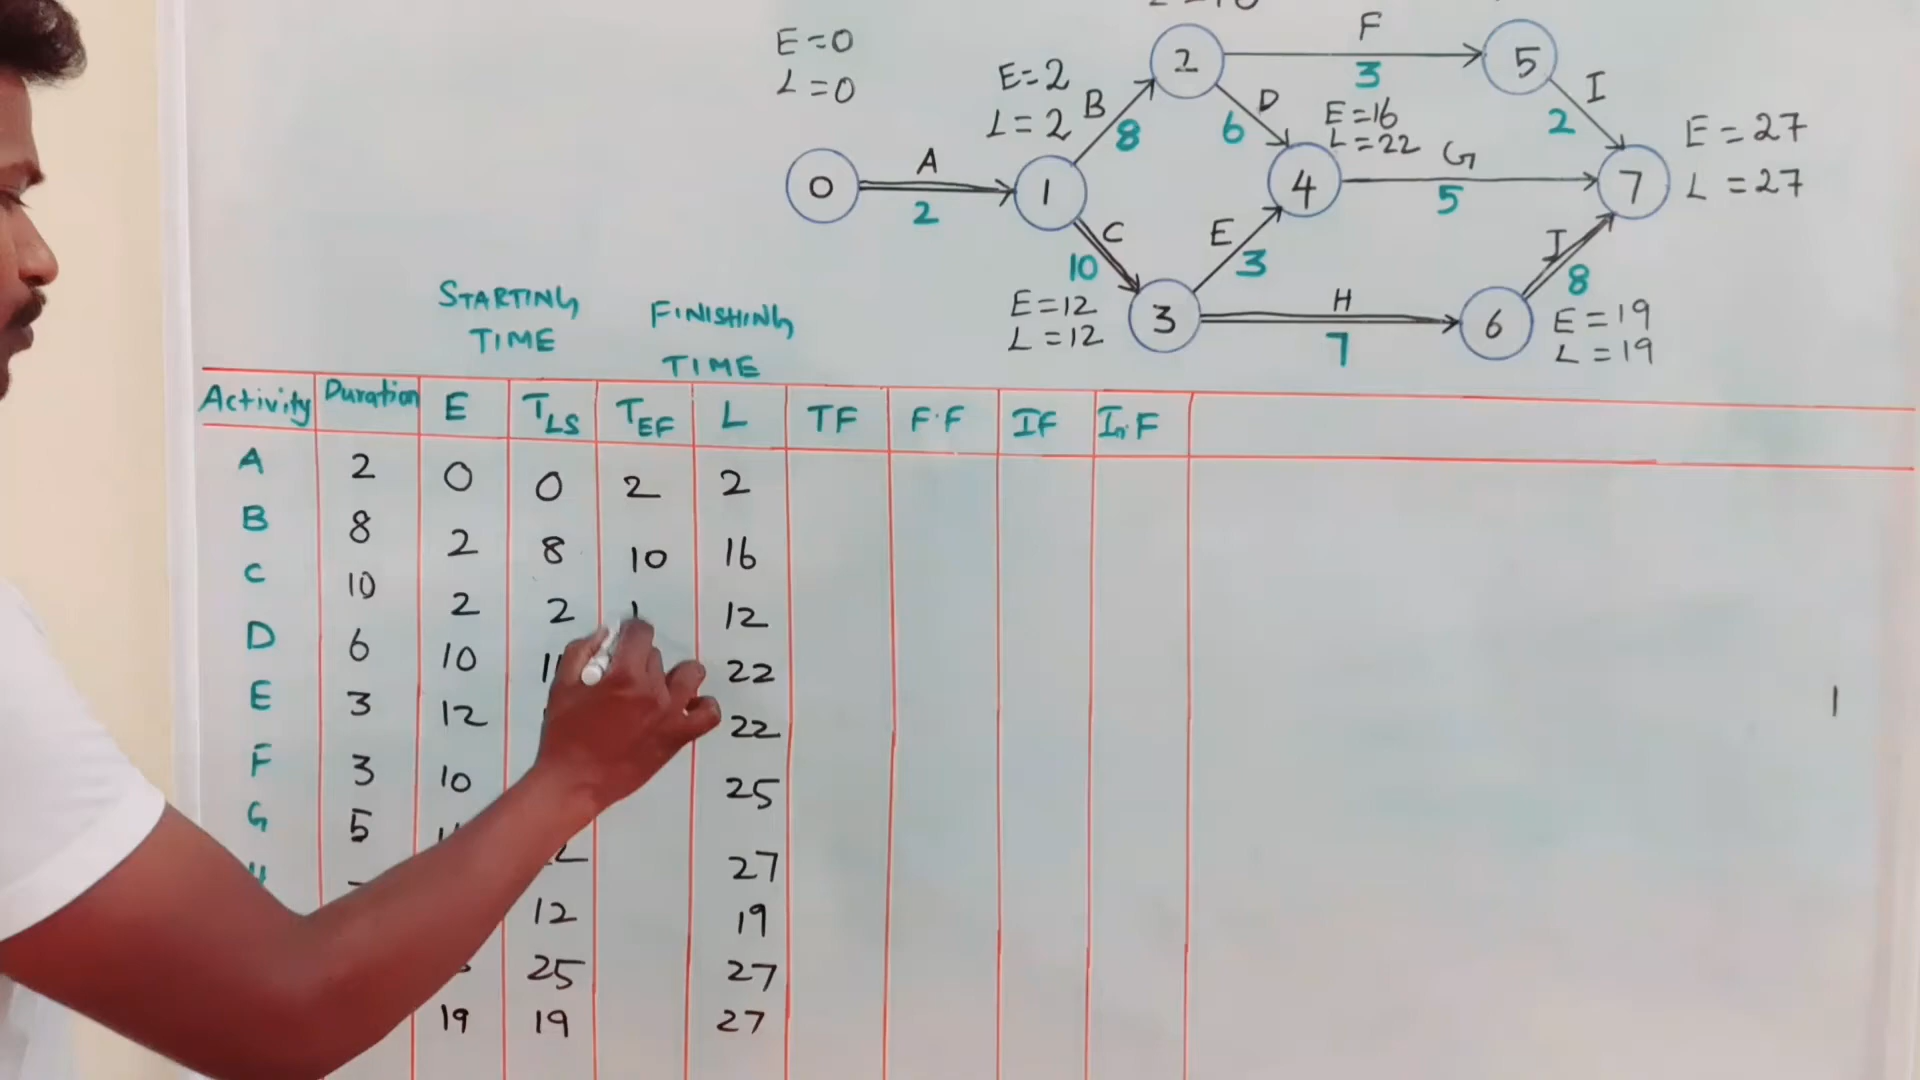 E=0
L=0
E=2
L=2
B
8
2
F
3
5
I
2
D
6
E=16
L=22
G
5
4
7
E=27
L=27
0
A
2
1
C
10
E
3
J
8
E=12
L=12
3
H
7
6
E=19
L=19
STARTING TIME
FINISHING TIME
Activity Duration E TLS TEF L TF F.F IF In.F
A 2 0 0 2 2
B 8 2 8 10 16
C 10 2 2 12
D 6 10 22
E 3 12 22
F 3 10 25
G 5 27
12 19
25 27
19 19 27